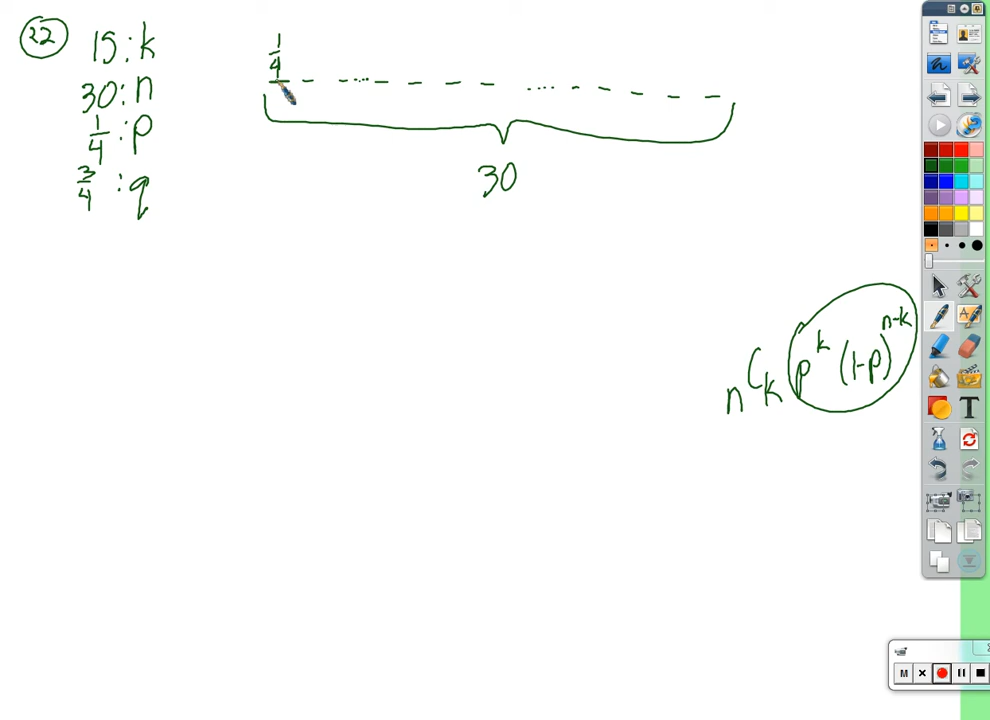 22
15 : k
30 : n
1/4 : p
3/4 : q
1/4
30
nCk p^k (1-p)^n-k
A
T
M